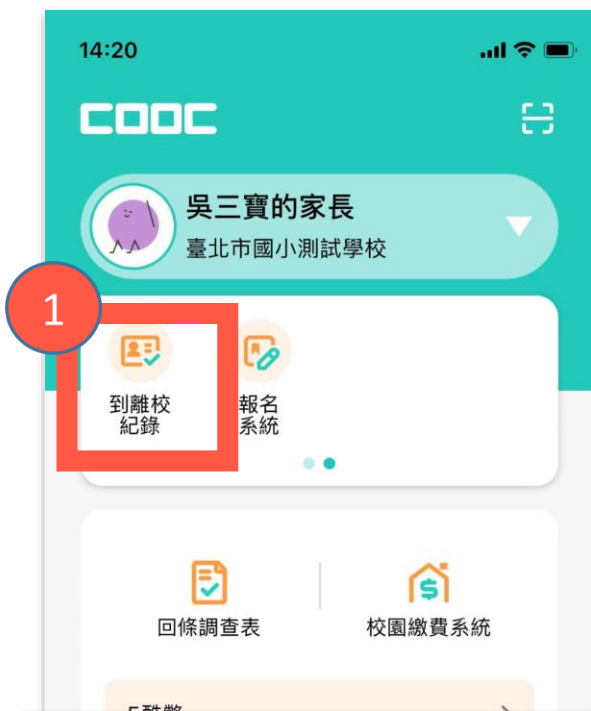 14:20
COOC
吳三寶的家長
臺北市國小測試學校
1
到離校
紀錄
報名
系統
回條調查表
校園繳費系統